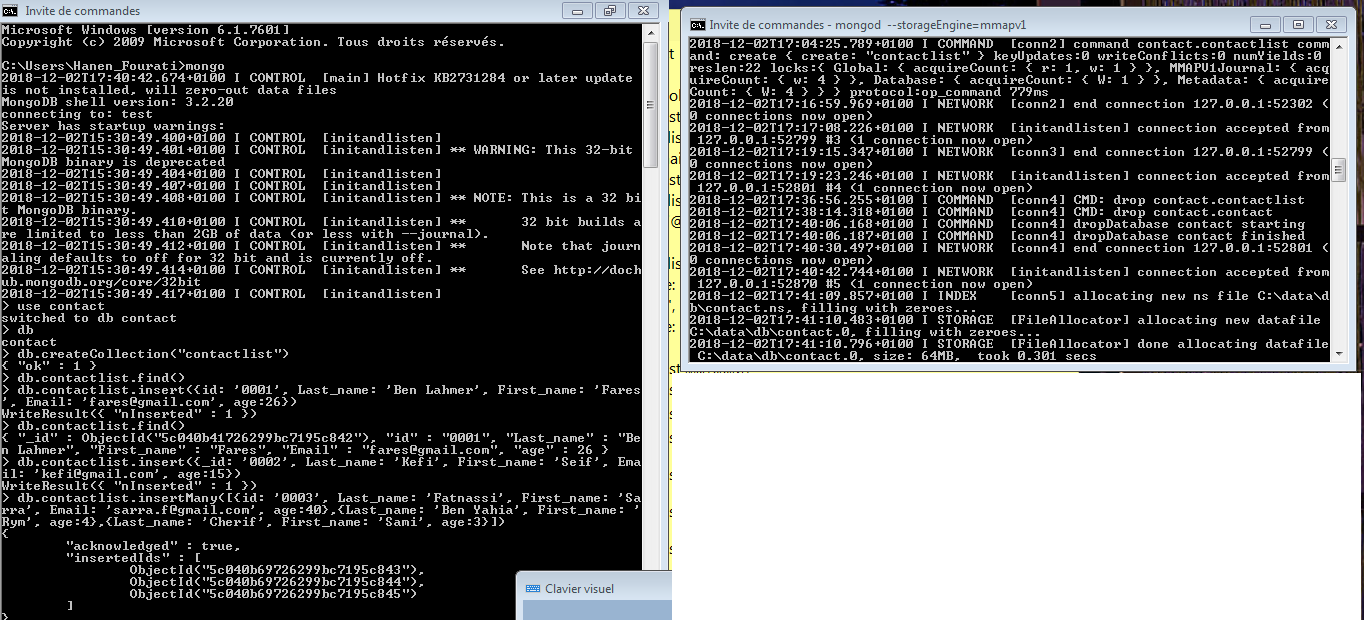 Invite de commandes
Microsoft Windows [version 6.1.7601]
Copyright (c) 2009 Microsoft Corporation. Tous droits réservés.
C:\Users\Hanen_Fourati>mongo
2018-12-02T17:40:42.674+0100 I CONTROL  [main] Hotfix KB2731284 or later update
is not installed, will zero-out data files
MongoDB shell version: 3.2.20
connecting to: test
Server has startup warnings:
2018-12-02T15:30:49.400+0100 I CONTROL  [initandlisten]
2018-12-02T15:30:49.401+0100 I CONTROL  [initandlisten] ** WARNING: This 32-bit
MongoDB binary is deprecated
2018-12-02T15:30:49.404+0100 I CONTROL  [initandlisten]
2018-12-02T15:30:49.407+0100 I CONTROL  [initandlisten]
2018-12-02T15:30:49.408+0100 I CONTROL  [initandlisten] ** NOTE: This is a 32 bi
t MongoDB binary.
2018-12-02T15:30:49.410+0100 I CONTROL  [initandlisten] **       32 bit builds a
re limited to less than 2GB of data (or less with --journal).
2018-12-02T15:30:49.412+0100 I CONTROL  [initandlisten] **       Note that journ
aling defaults to off for 32 bit and is currently off.
2018-12-02T15:30:49.414+0100 I CONTROL  [initandlisten] **       See http://doch
ub.mongodb.org/core/32bit
2018-12-02T15:30:49.417+0100 I CONTROL  [initandlisten]
> use contact
switched to db contact
> db
contact
> db.createCollection("contactlist")
{ "ok" : 1 }
> db.contactlist.find()
> db.contactlist.insert({id: '0001', Last_name: 'Ben Lahmer', First_name: 'Fares
', Email: 'fares@gmail.com', age:26})
WriteResult({ "nInserted" : 1 })
> db.contactlist.find()
{ "_id" : ObjectId("5c040b41726299bc7195c842"), "id" : "0001", "Last_name" : "Be
n Lahmer", "First_name" : "Fares", "Email" : "fares@gmail.com", "age" : 26 }
> db.contactlist.insert({_id: '0002', Last_name: 'Kefi', First_name: 'Seif', Ema
il: 'kefi@gmail.com', age:15})
WriteResult({ "nInserted" : 1 })
> db.contactlist.insertMany([{id: '0003', Last_name: 'Fatnassi', First_name: 'Sa
rra', Email: 'sarra.f@gmail.com', age:40},{Last_name: 'Ben Yahia', First_name: '
Rym', age:4},{Last_name: 'Cherif', First_name: 'Sami', age:3}])
{
"acknowledged" : true,
"insertedIds" : [
ObjectId("5c040b69726299bc7195c843"),
ObjectId("5c040b69726299bc7195c844"),
ObjectId("5c040b69726299bc7195c845")
]
}
Clavier visuel
Invite de commandes - mongod  --storageEngine=mmapv1
2018-12-02T17:04:25.789+0100 I COMMAND  [conn2] command contact.contactlist comm
and: create { create: "contactlist" } keyUpdates:0 writeConflicts:0 numYields:0
reslen:22 locks:{ Global: { acquireCount: { r: 1, w: 1 } }, MMAPV1Journal: { acq
uireCount: { w: 4 } }, Database: { acquireCount: { W: 1 } }, Metadata: { acquire
Count: { W: 4 } } } protocol:op_command 779ms
2018-12-02T17:16:59.969+0100 I NETWORK  [conn2] end connection 127.0.0.1:52302 (
0 connections now open)
2018-12-02T17:17:08.226+0100 I NETWORK  [initandlisten] connection accepted from
127.0.0.1:52799 #3 (1 connection now open)
2018-12-02T17:19:15.347+0100 I NETWORK  [conn3] end connection 127.0.0.1:52799 (
0 connections now open)
2018-12-02T17:19:23.246+0100 I NETWORK  [initandlisten] connection accepted from
127.0.0.1:52801 #4 (1 connection now open)
2018-12-02T17:36:56.255+0100 I COMMAND  [conn4] CMD: drop contact.contactlist
2018-12-02T17:38:14.318+0100 I COMMAND  [conn4] CMD: drop contact.contact
2018-12-02T17:40:06.168+0100 I COMMAND  [conn4] dropDatabase contact starting
2018-12-02T17:40:06.187+0100 I COMMAND  [conn4] dropDatabase contact finished
2018-12-02T17:40:30.497+0100 I NETWORK  [conn4] end connection 127.0.0.1:52801 (
0 connections now open)
2018-12-02T17:40:42.744+0100 I NETWORK  [initandlisten] connection accepted from
127.0.0.1:52870 #5 (1 connection now open)
2018-12-02T17:41:09.857+0100 I INDEX    [conn5] allocating new ns file C:\data\d
b\contact.ns, filling with zeroes...
2018-12-02T17:41:10.483+0100 I STORAGE  [FileAllocator] allocating new datafile
C:\data\db\contact.0, filling with zeroes...
2018-12-02T17:41:10.796+0100 I STORAGE  [FileAllocator] done allocating datafile
C:\data\db\contact.0, size: 64MB,  took 0.301 secs